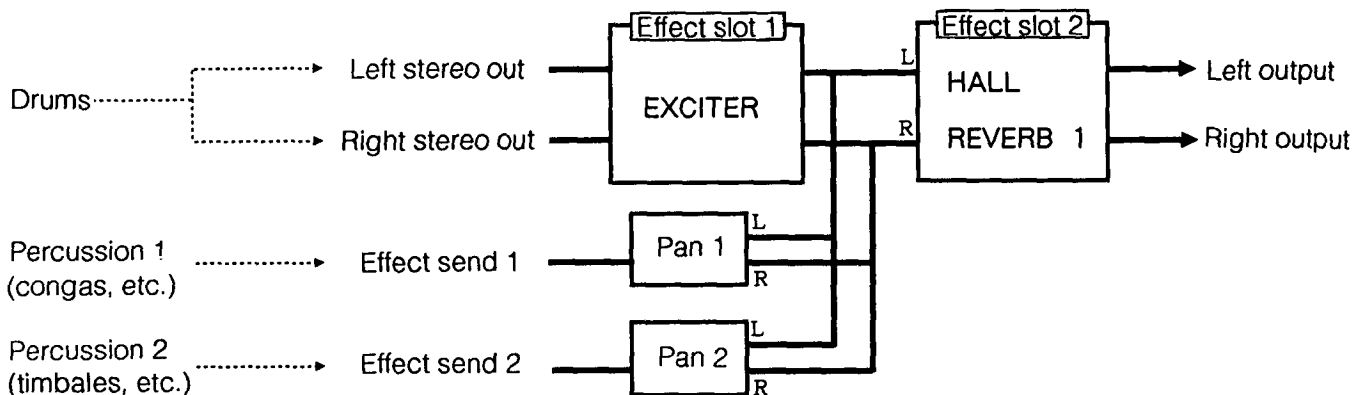 Effect slot 1
Effect slot 2
Drums
Left stereo out
Right stereo out
EXCITER
L
R
HALL
REVERB 1
Left output
Right output
Percussion 1
(congas, etc.)
Effect send 1
Pan 1
L
R
Percussion 2
(timbales, etc.)
Effect send 2
Pan 2
L
R